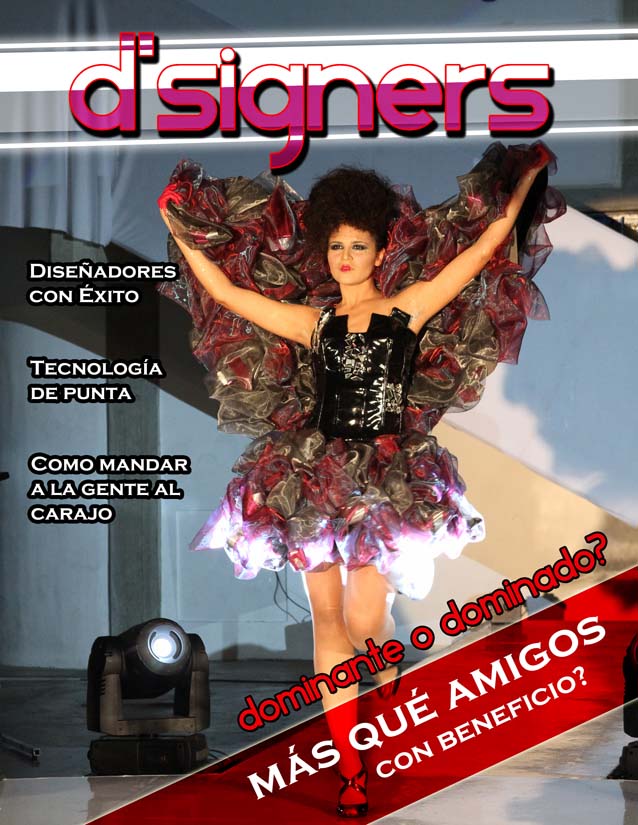 d'signers
DISEÑADORES
CON ÉXITO
TECNOLOGÍA
DE PUNTA
COMO MANDAR
A LA GENTE AL
CARAJO
dominante o dominado?
MÁS QUÉ AMIGOS
CON BENEFICIO?